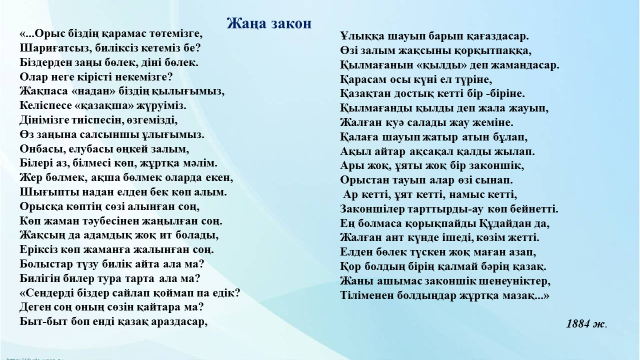 Жаңа закон
«...Орыс біздің қарамас төтемізге,
Шариғатсыз, биліксіз кетеміз бе?
Біздерден заңы бөлек, діні бөлек.
Олар неге кірісті некемізге?
Жақпаса «надан» біздің қылығымыз,
Келіспесе «қазақша» жүруіміз.
Дінімізге тиіспесін, өзгемізді,
Өз заңына салсыншы ұлығымыз.
Онбасы, елубасы өңкей залым,
Білері аз, білмесі көп, жұртқа мәлім.
Жер бөлмек, ақша бөлмек оларда екен,
Шығыпты надан елден бек көп алым.
Орысқа көптің сөзі алынған соң,
Көп жаман тәубесінен жаңылған соң.
Жақсың да адамдық жоқ ит болады,
Еріксіз көп жаманға жалынған соң.
Болыстар түзу билік айта ала ма?
Билігін билер тура тарта ала ма?
«Сендерді біздер сайлап қоймап па едік?
Деген соң оның сөзін қайтара ма?
Быт-быт боп енді қазақ араздасар,
Ұлыққа шауып барып қағаздасар.
Өзі залым жақсыны қорқытпаққа,
Қылмағанын «қылды» деп жамандасар.
Қарасам осы күні ел түріне,
Қазақтан достық кетті бір -біріне.
Қылмағанды қылды деп жала жауып,
Жалған куә салады жау жеміне.
Қалаға шауып жатыр атын бұлап,
Ақыл айтар ақсақал қалды жылап.
Ары жоқ, ұяты жоқ бір законшік,
Орыстан тауып алар өзі сынап.
Ар кетті, ұят кетті, намыс кетті,
Законшілер тарттырды-ау көп бейнетті.
Ең болмаса қорықпайды Құдайдан да,
Жалған ант күнде ішеді, көзім жетті.
Елден бөлек түскен жоқ маған азап,
Қор болдың бірің қалмай бәрің қазақ.
Жаны ашымас законшік шенеуніктер,
Тіліменен болдыңдар жұртқа мазақ...»
1884 ж.